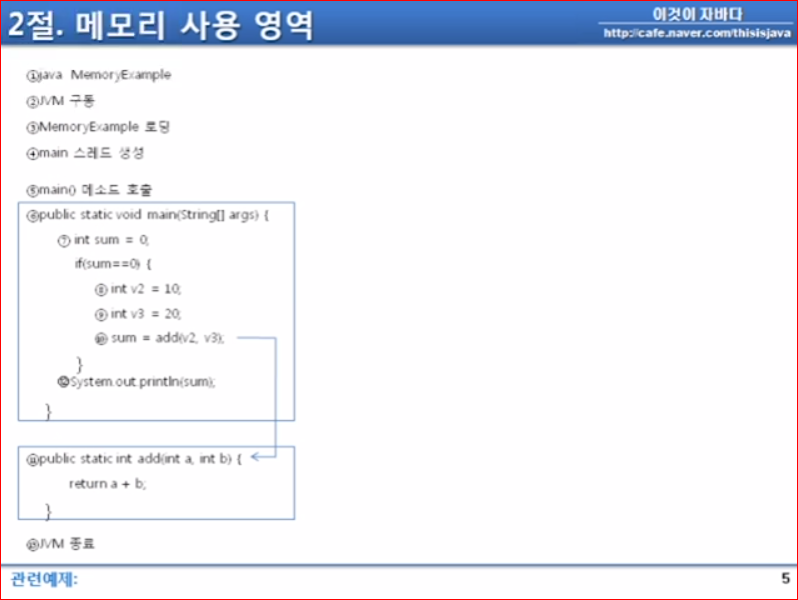 2절. 메모리 사용 영역
이것이 자바다
http://cafe.naver.com/thisisjava
①java MemoryExample
②JVM 구동
③MemoryExample 로딩
④main 스레드 생성
⑤main() 메소드 호출
⑥public static void main(String[] args) {
⑦ int sum = 0;
if(sum==0) {
⑧ int v2 = 10;
⑨ int v3 = 20;
⑩ sum = add(v2, v3);
}
⑫System.out.println(sum);
}
⑪public static int add(int a, int b) {
return a + b;
}
⑬JVM 종료
관련예제:
5